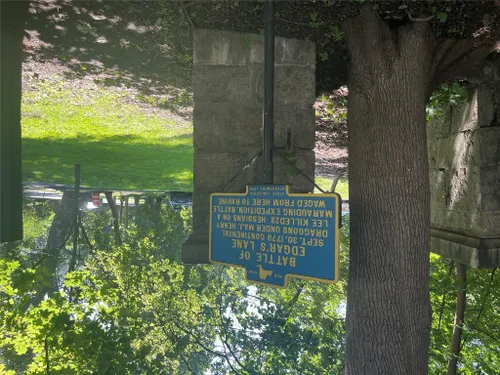 BATTLE OF
EDGAR'S LANE
SEPT. 30, 1778 CONTINENTAL
DRAGOONS UNDER MAJ. HENRY
LEE KILLED 23 HESSIANS ON A
MARAUDING EXPEDITION. BATTLE
WAGED FROM HERE TO RAVINE